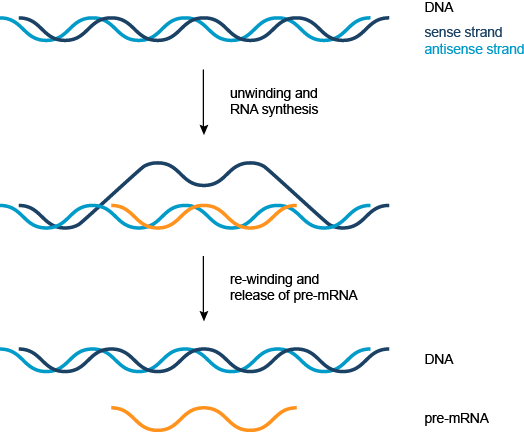 DNA
sense strand
antisense strand
unwinding and
RNA synthesis
re-winding and
release of pre-mRNA
DNA
pre-mRNA